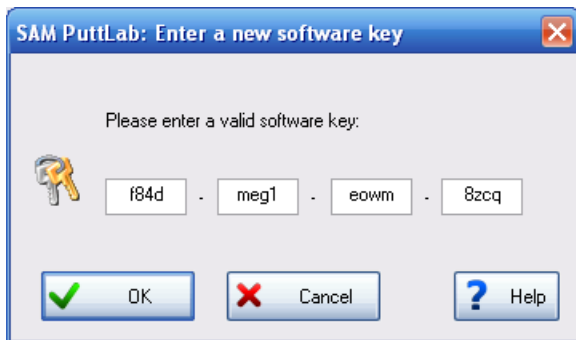 SAM PuttLab: Enter a new software key
Please enter a valid software key:
f84d - meg1 - eowm - 8zcq
OK Cancel ? Help